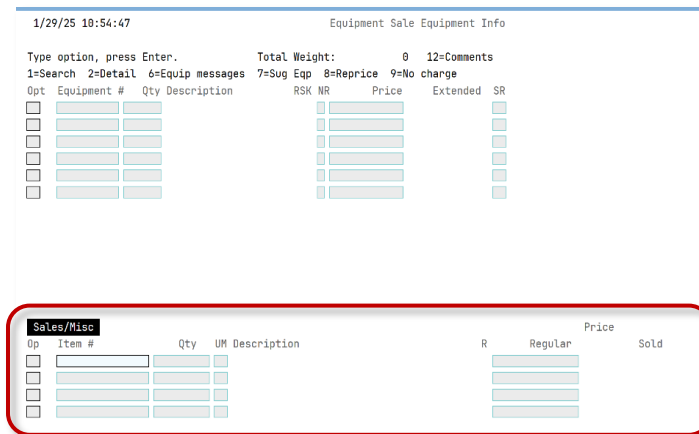 1/29/25 10:54:47 Equipment Sale Equipment Info
Type option, press Enter. Total Weight: 0 12=Comments
1=Search 2=Detail 6=Equip messages 7=Sug Eqp 8=Reprice 9=No charge
Opt Equipment # Qty Description RSK NR Price Extended SR
Sales/Misc Price
Op Item # Qty UM Description R Regular Sold